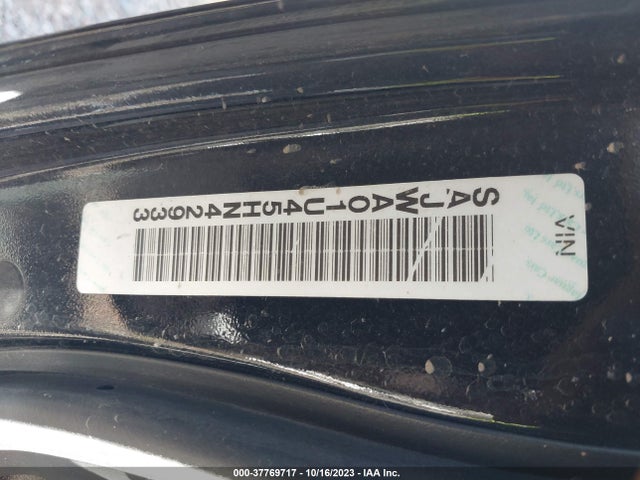 VIN
SAJWA01U45HN42933
000-37769717 - 10/16/2023 - IAA Inc.